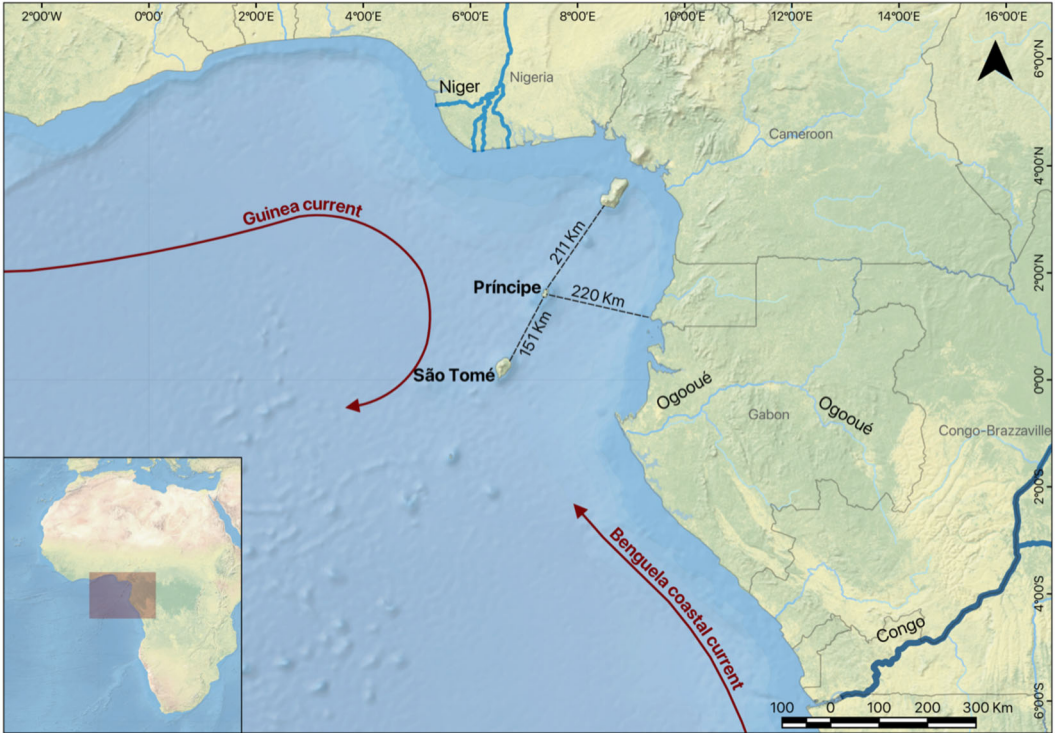 2°00'W 0°00' 2°00'E 4°00'E 6°00'E 8°00'E 10°00'E 12°00'E 14°00'E 16°00'E
6°00'N
Nigeria
Niger
Cameroon
4°00'N
Guinea current
211 Km
2°00'N
Príncipe
220 Km
151 Km
São Tomé
0°00'
Ogooué
Gabon
Ogooué
Congo-Brazzaville
2°00'S
Benguela coastal current
4°00'S
Congo
6°00'S
100 0 100 200 300 Km